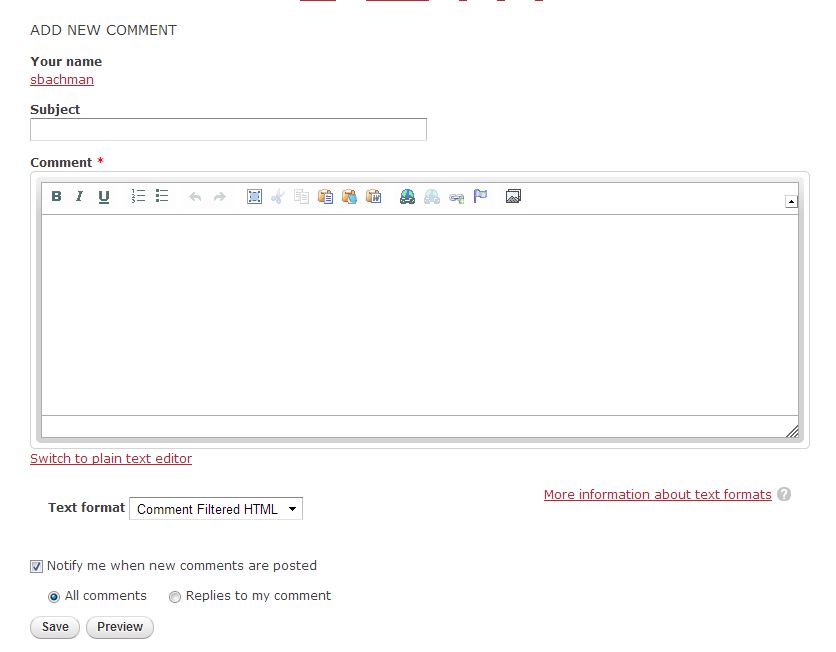 ADD NEW COMMENT
Your name
sbachman
Subject
Comment *
B I U
Switch to plain text editor
More information about text formats ?
Text format Comment Filtered HTML
Notify me when new comments are posted
All comments Replies to my comment
Save Preview